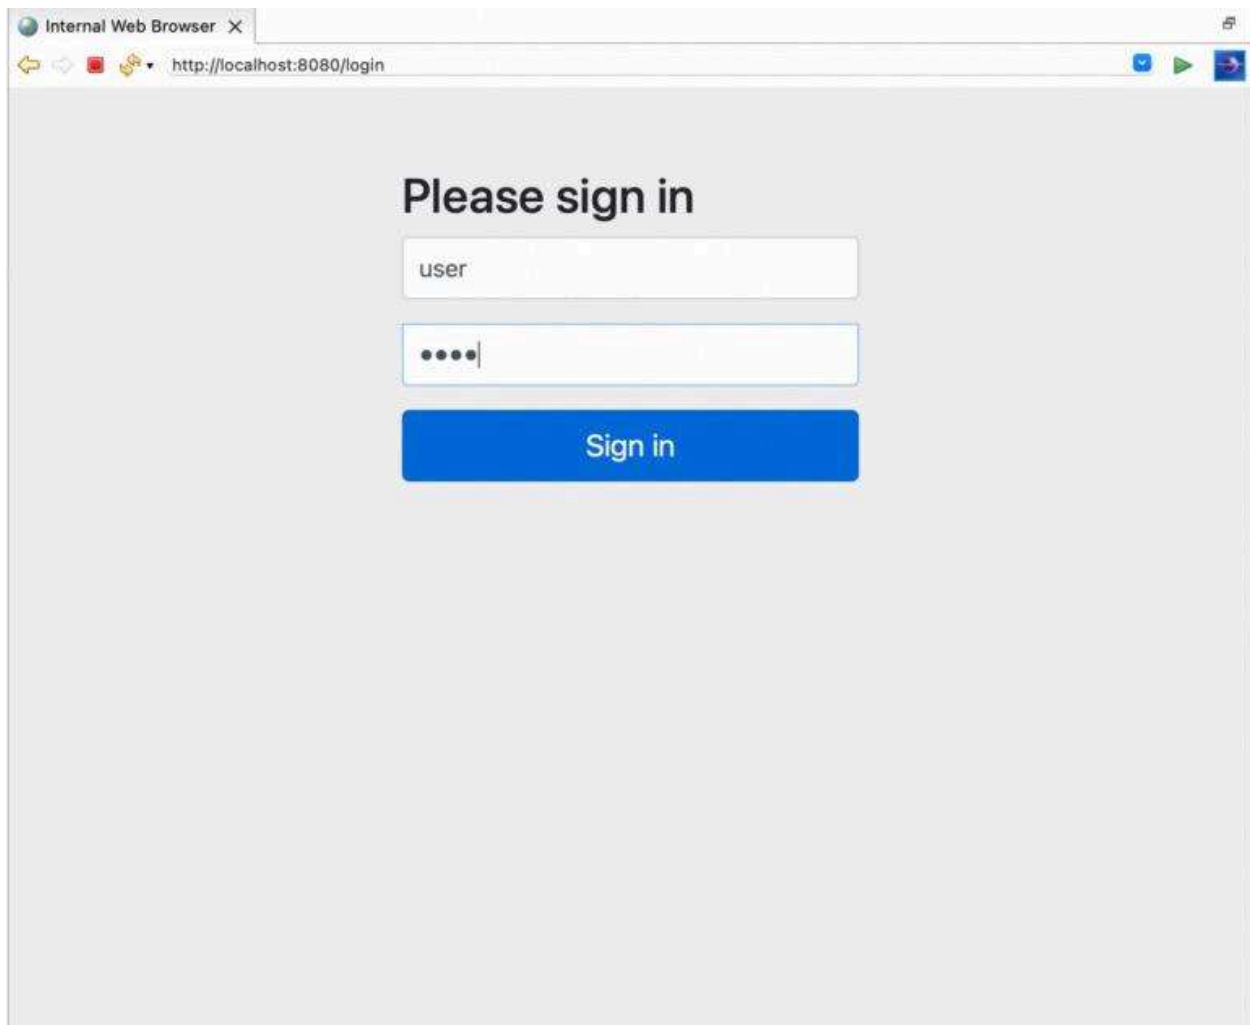 Internal Web Browser
http://localhost:8080/login
Please sign in
user
••••
Sign in